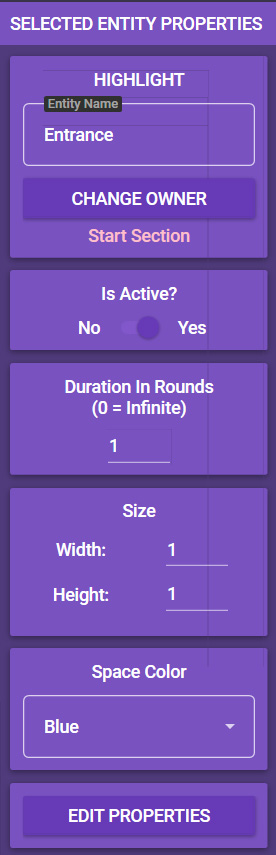 SELECTED ENTITY PROPERTIES
HIGHLIGHT
Entity Name
Entrance
CHANGE OWNER
Start Section
Is Active?
No Yes
Duration In Rounds
(0 = Infinite)
1
Size
Width: 1
Height: 1
Space Color
Blue
EDIT PROPERTIES